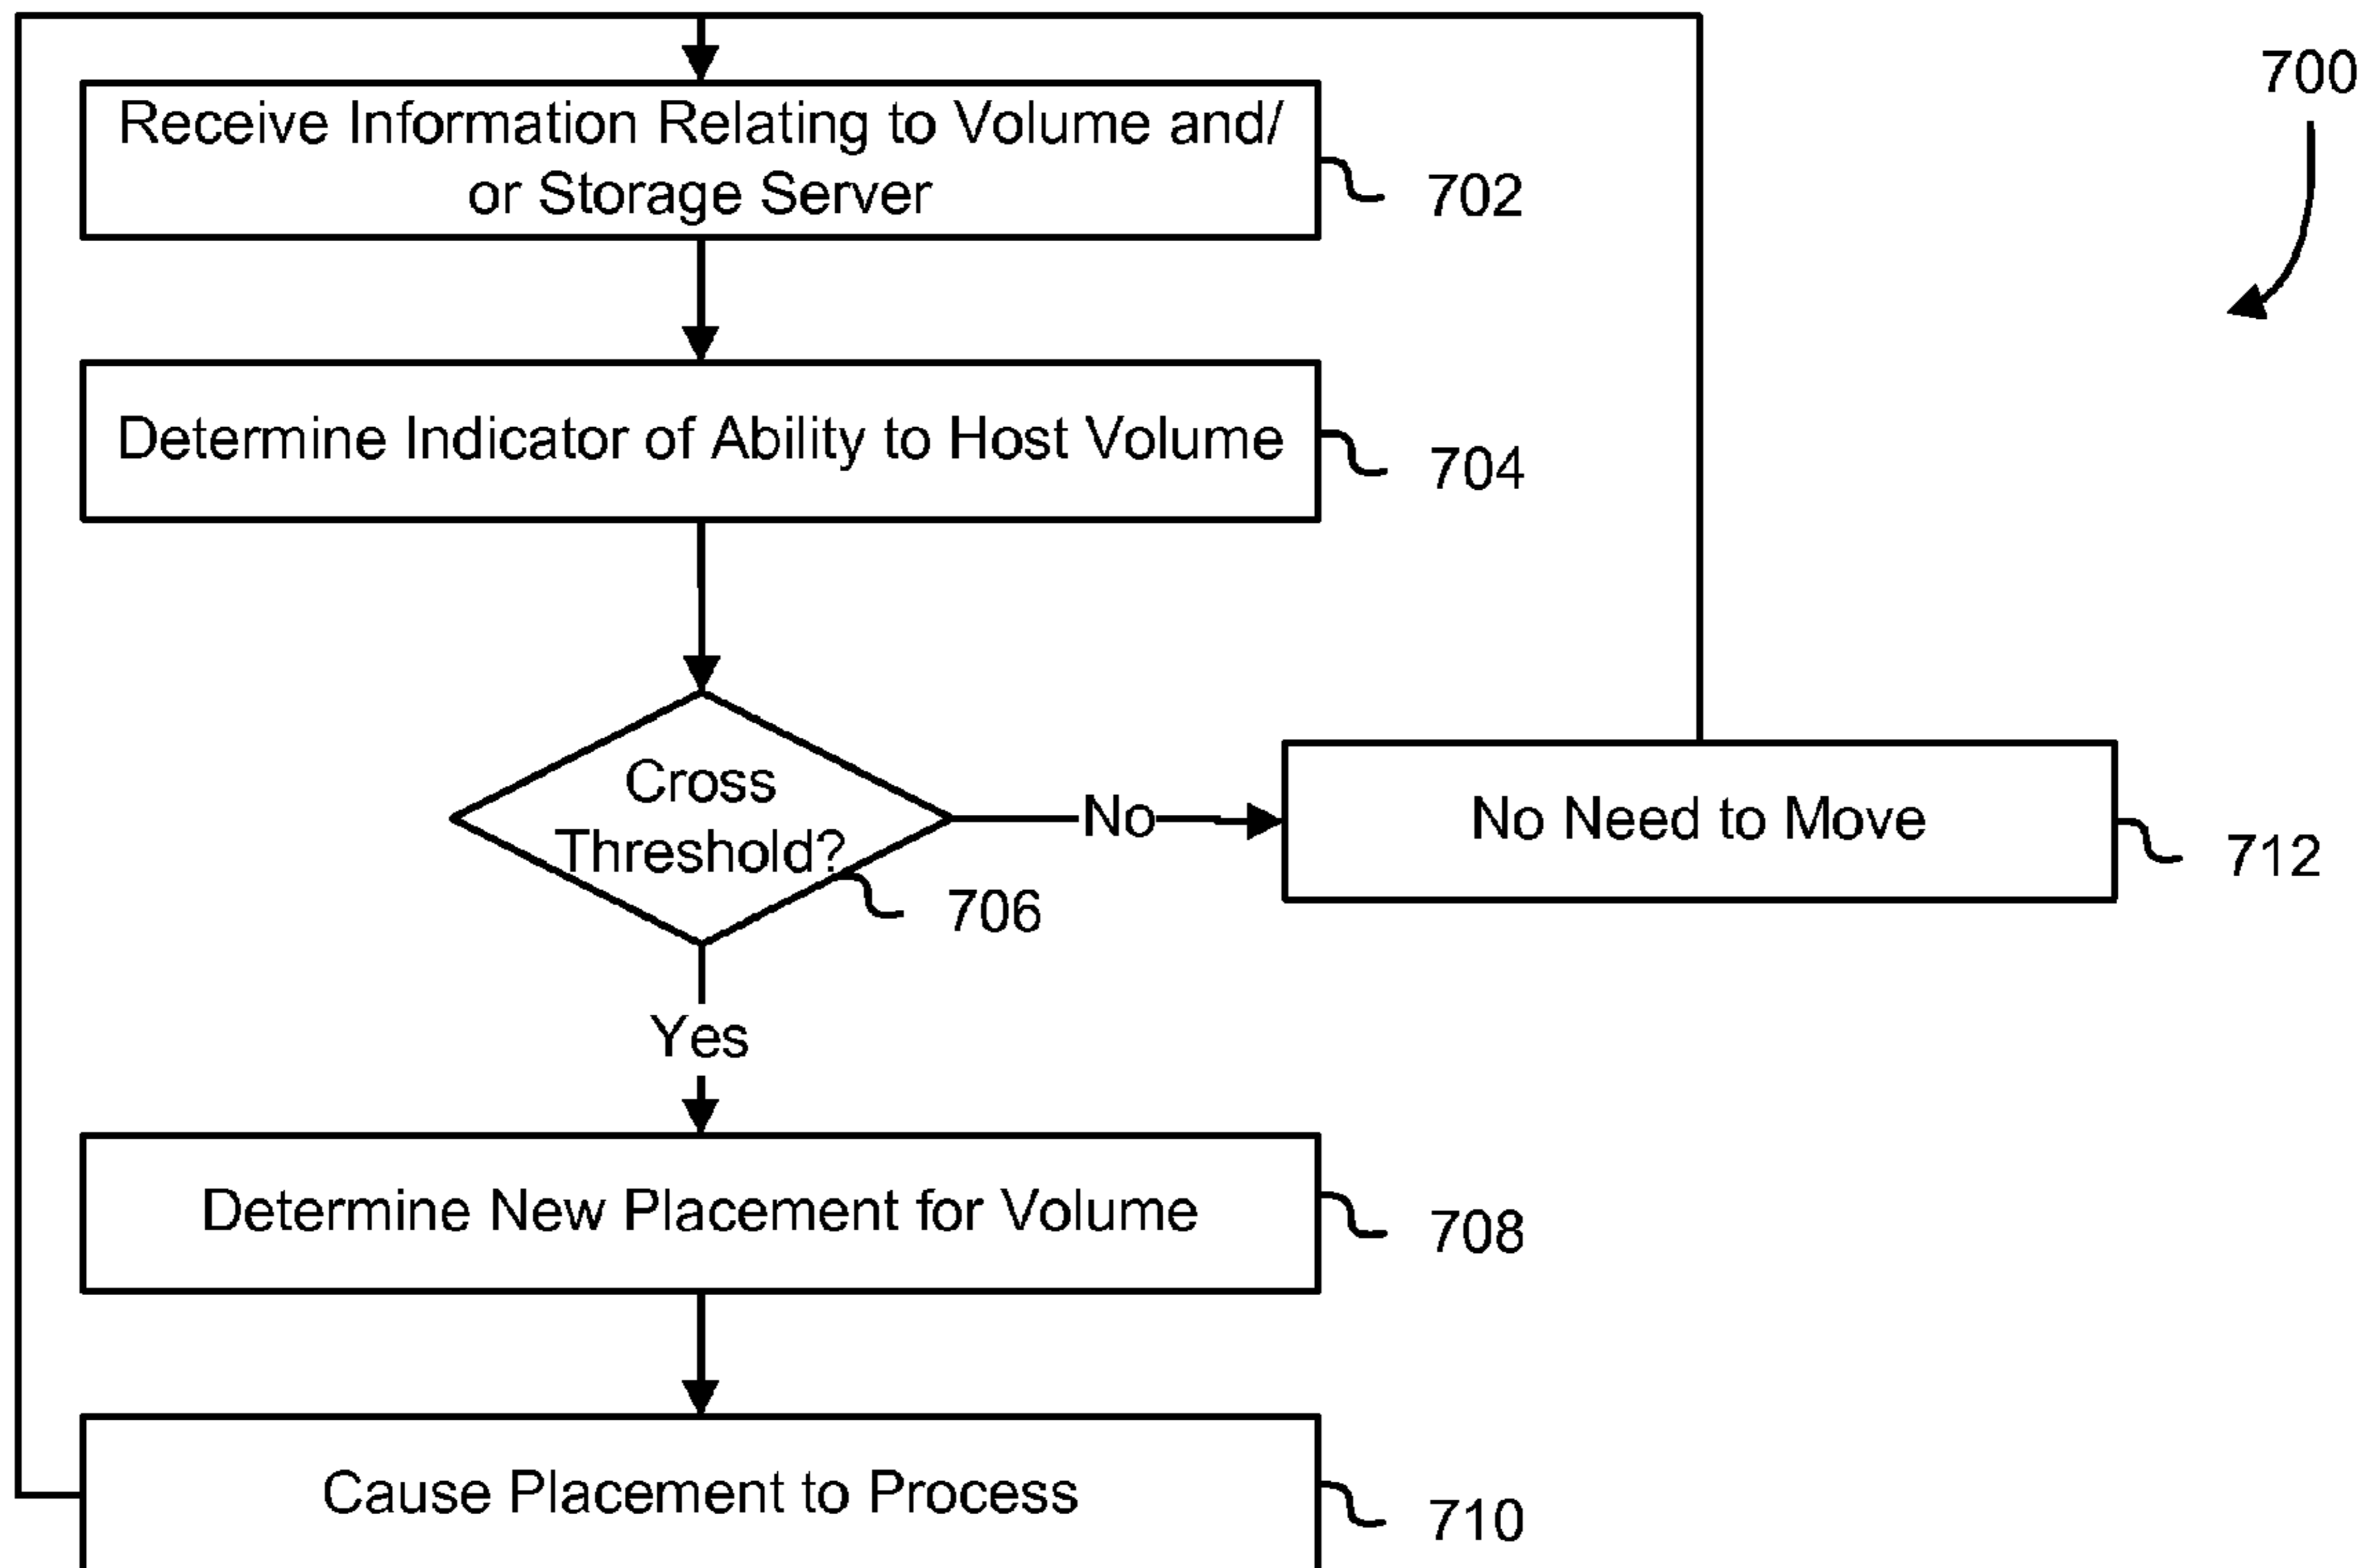 700
Receive Information Relating to Volume and/
or Storage Server
702
Determine Indicator of Ability to Host Volume
704
Cross
Threshold?
706
No
No Need to Move
712
Yes
Determine New Placement for Volume
708
Cause Placement to Process
710